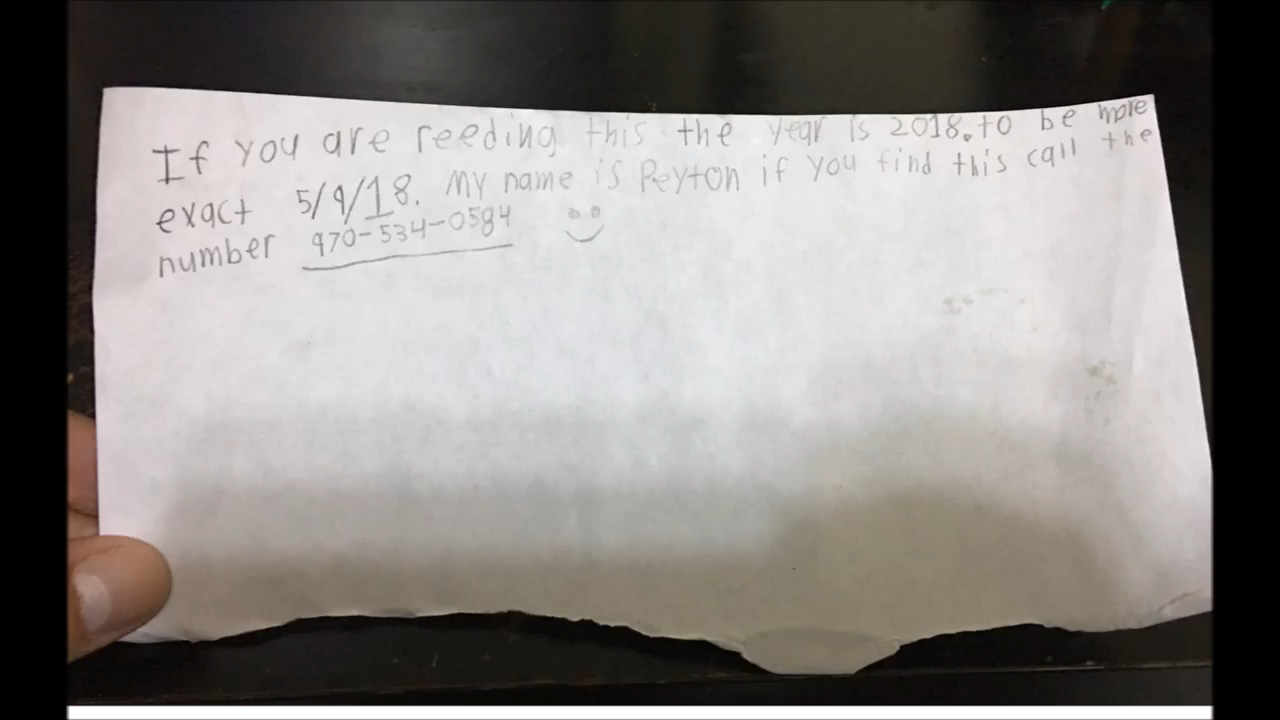 If you are reeding this the year is 2018. to be more
exact 5/9/18. My name is Peyton if you find this call the
number 970-534-0584